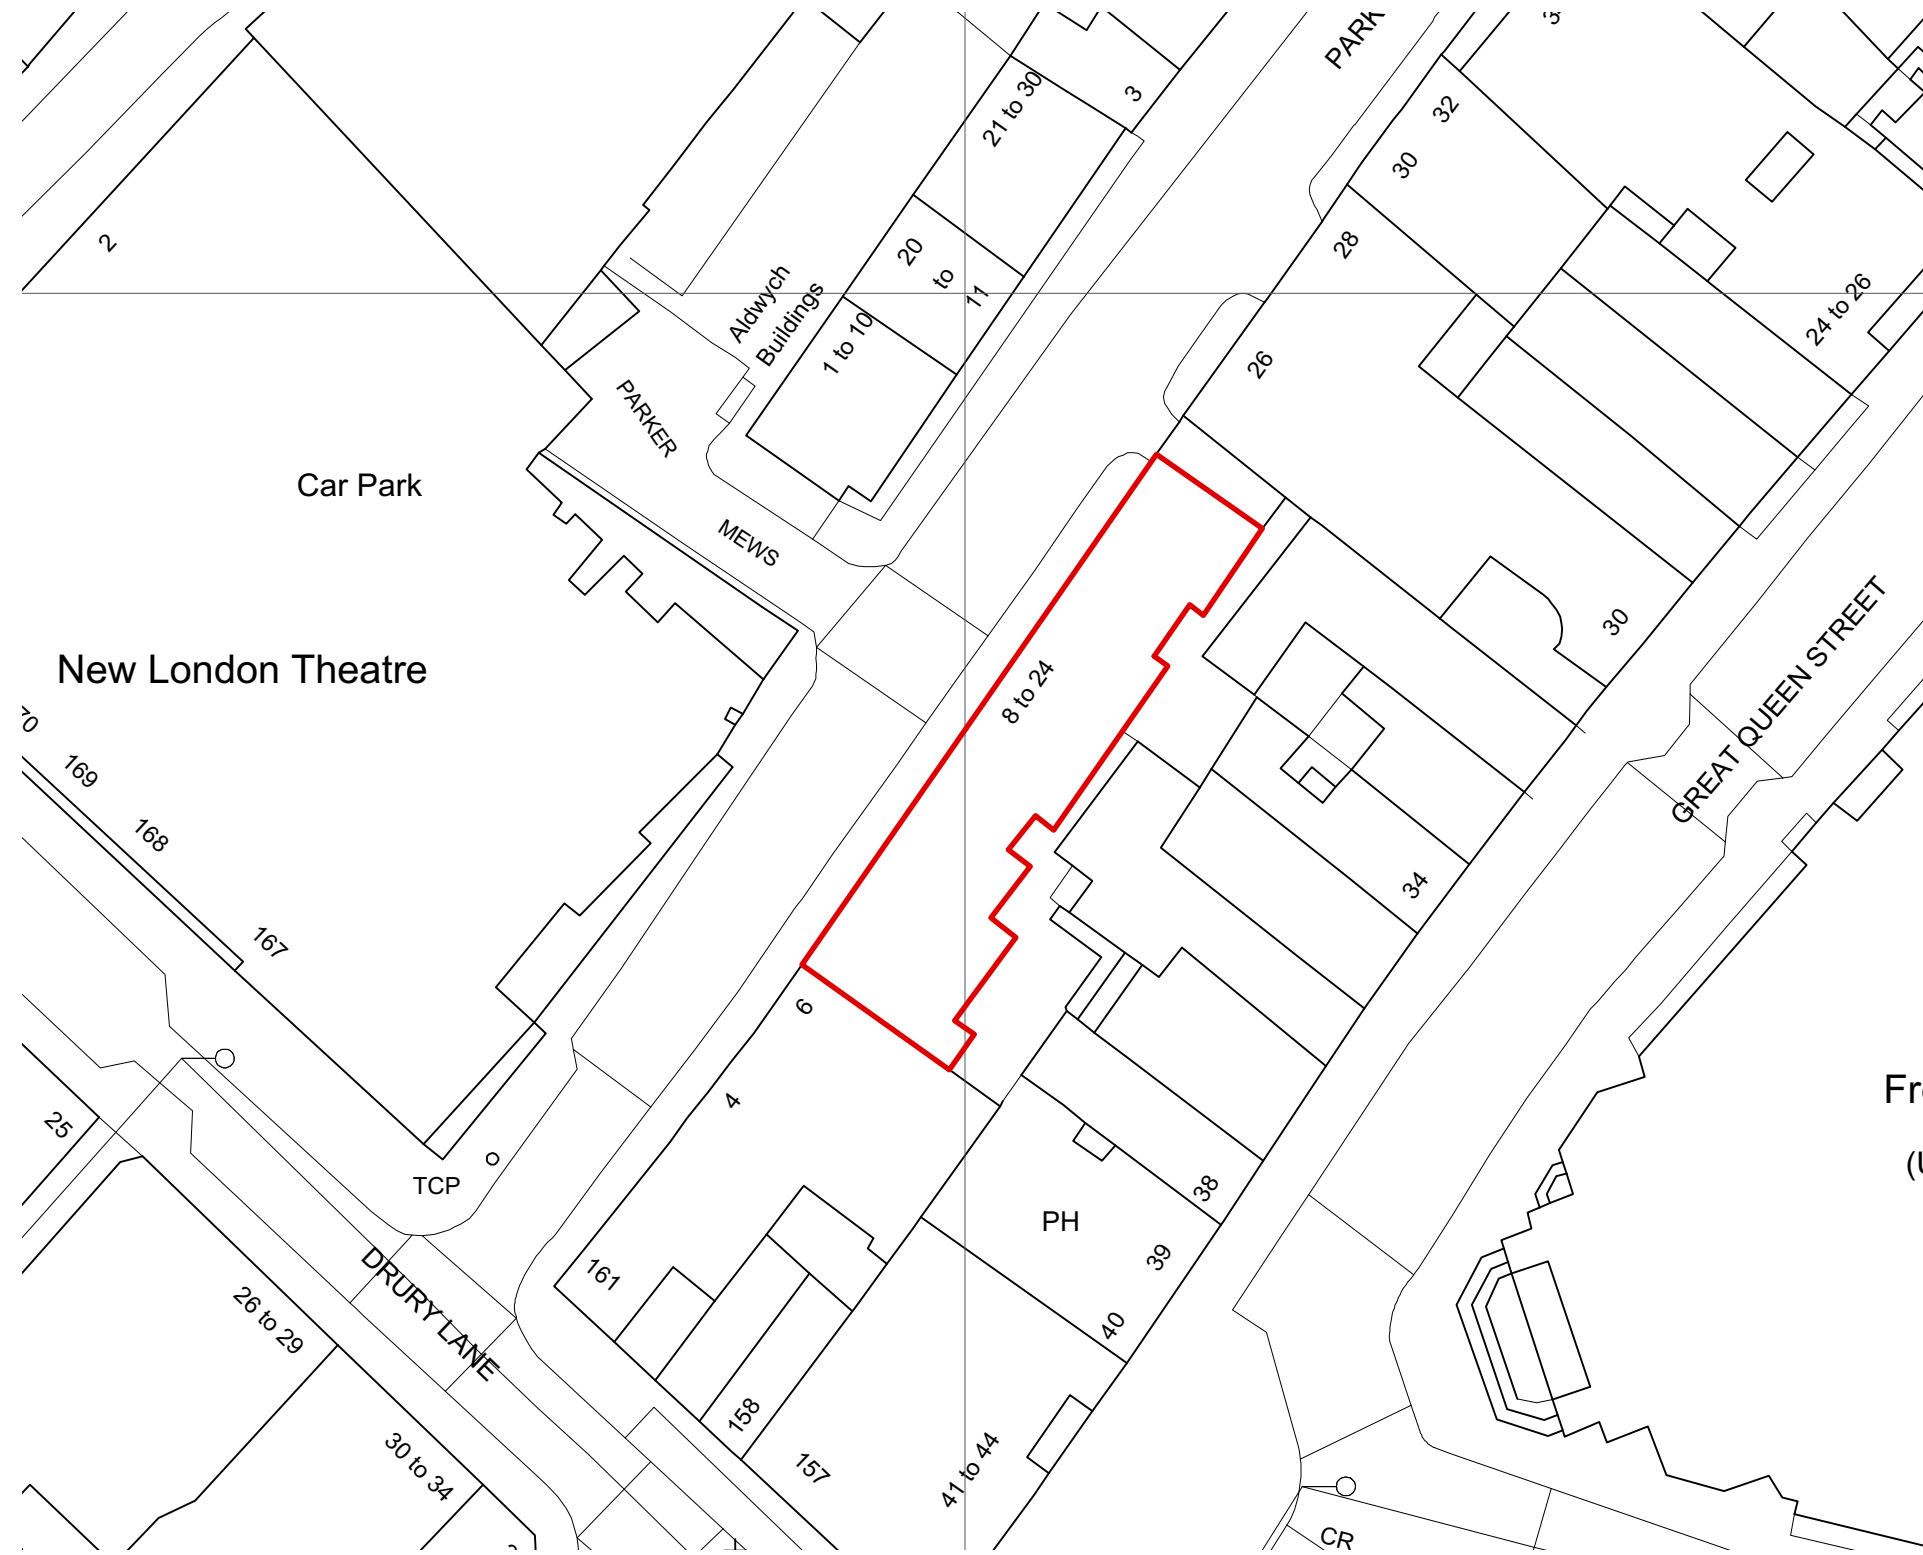 PARK
3
21 to 30
32
30
2
20
to
11
28
Aldwych
Buildings
1 to 10
24 to 26
26
PARKER
Car Park
MEWS
30
New London Theatre
8 to 24
GREAT QUEEN STREET
169
168
167
34
6
4
25
TCP
38
PH
39
161
DRURY LANE
26 to 29
40
158
157
30 to 34
41 to 44
CR